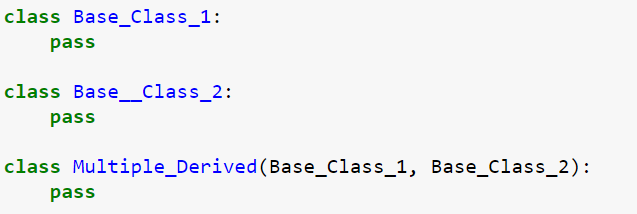 class Base_Class_1:
    pass
class Base__Class_2:
    pass
class Multiple_Derived(Base_Class_1, Base_Class_2):
    pass